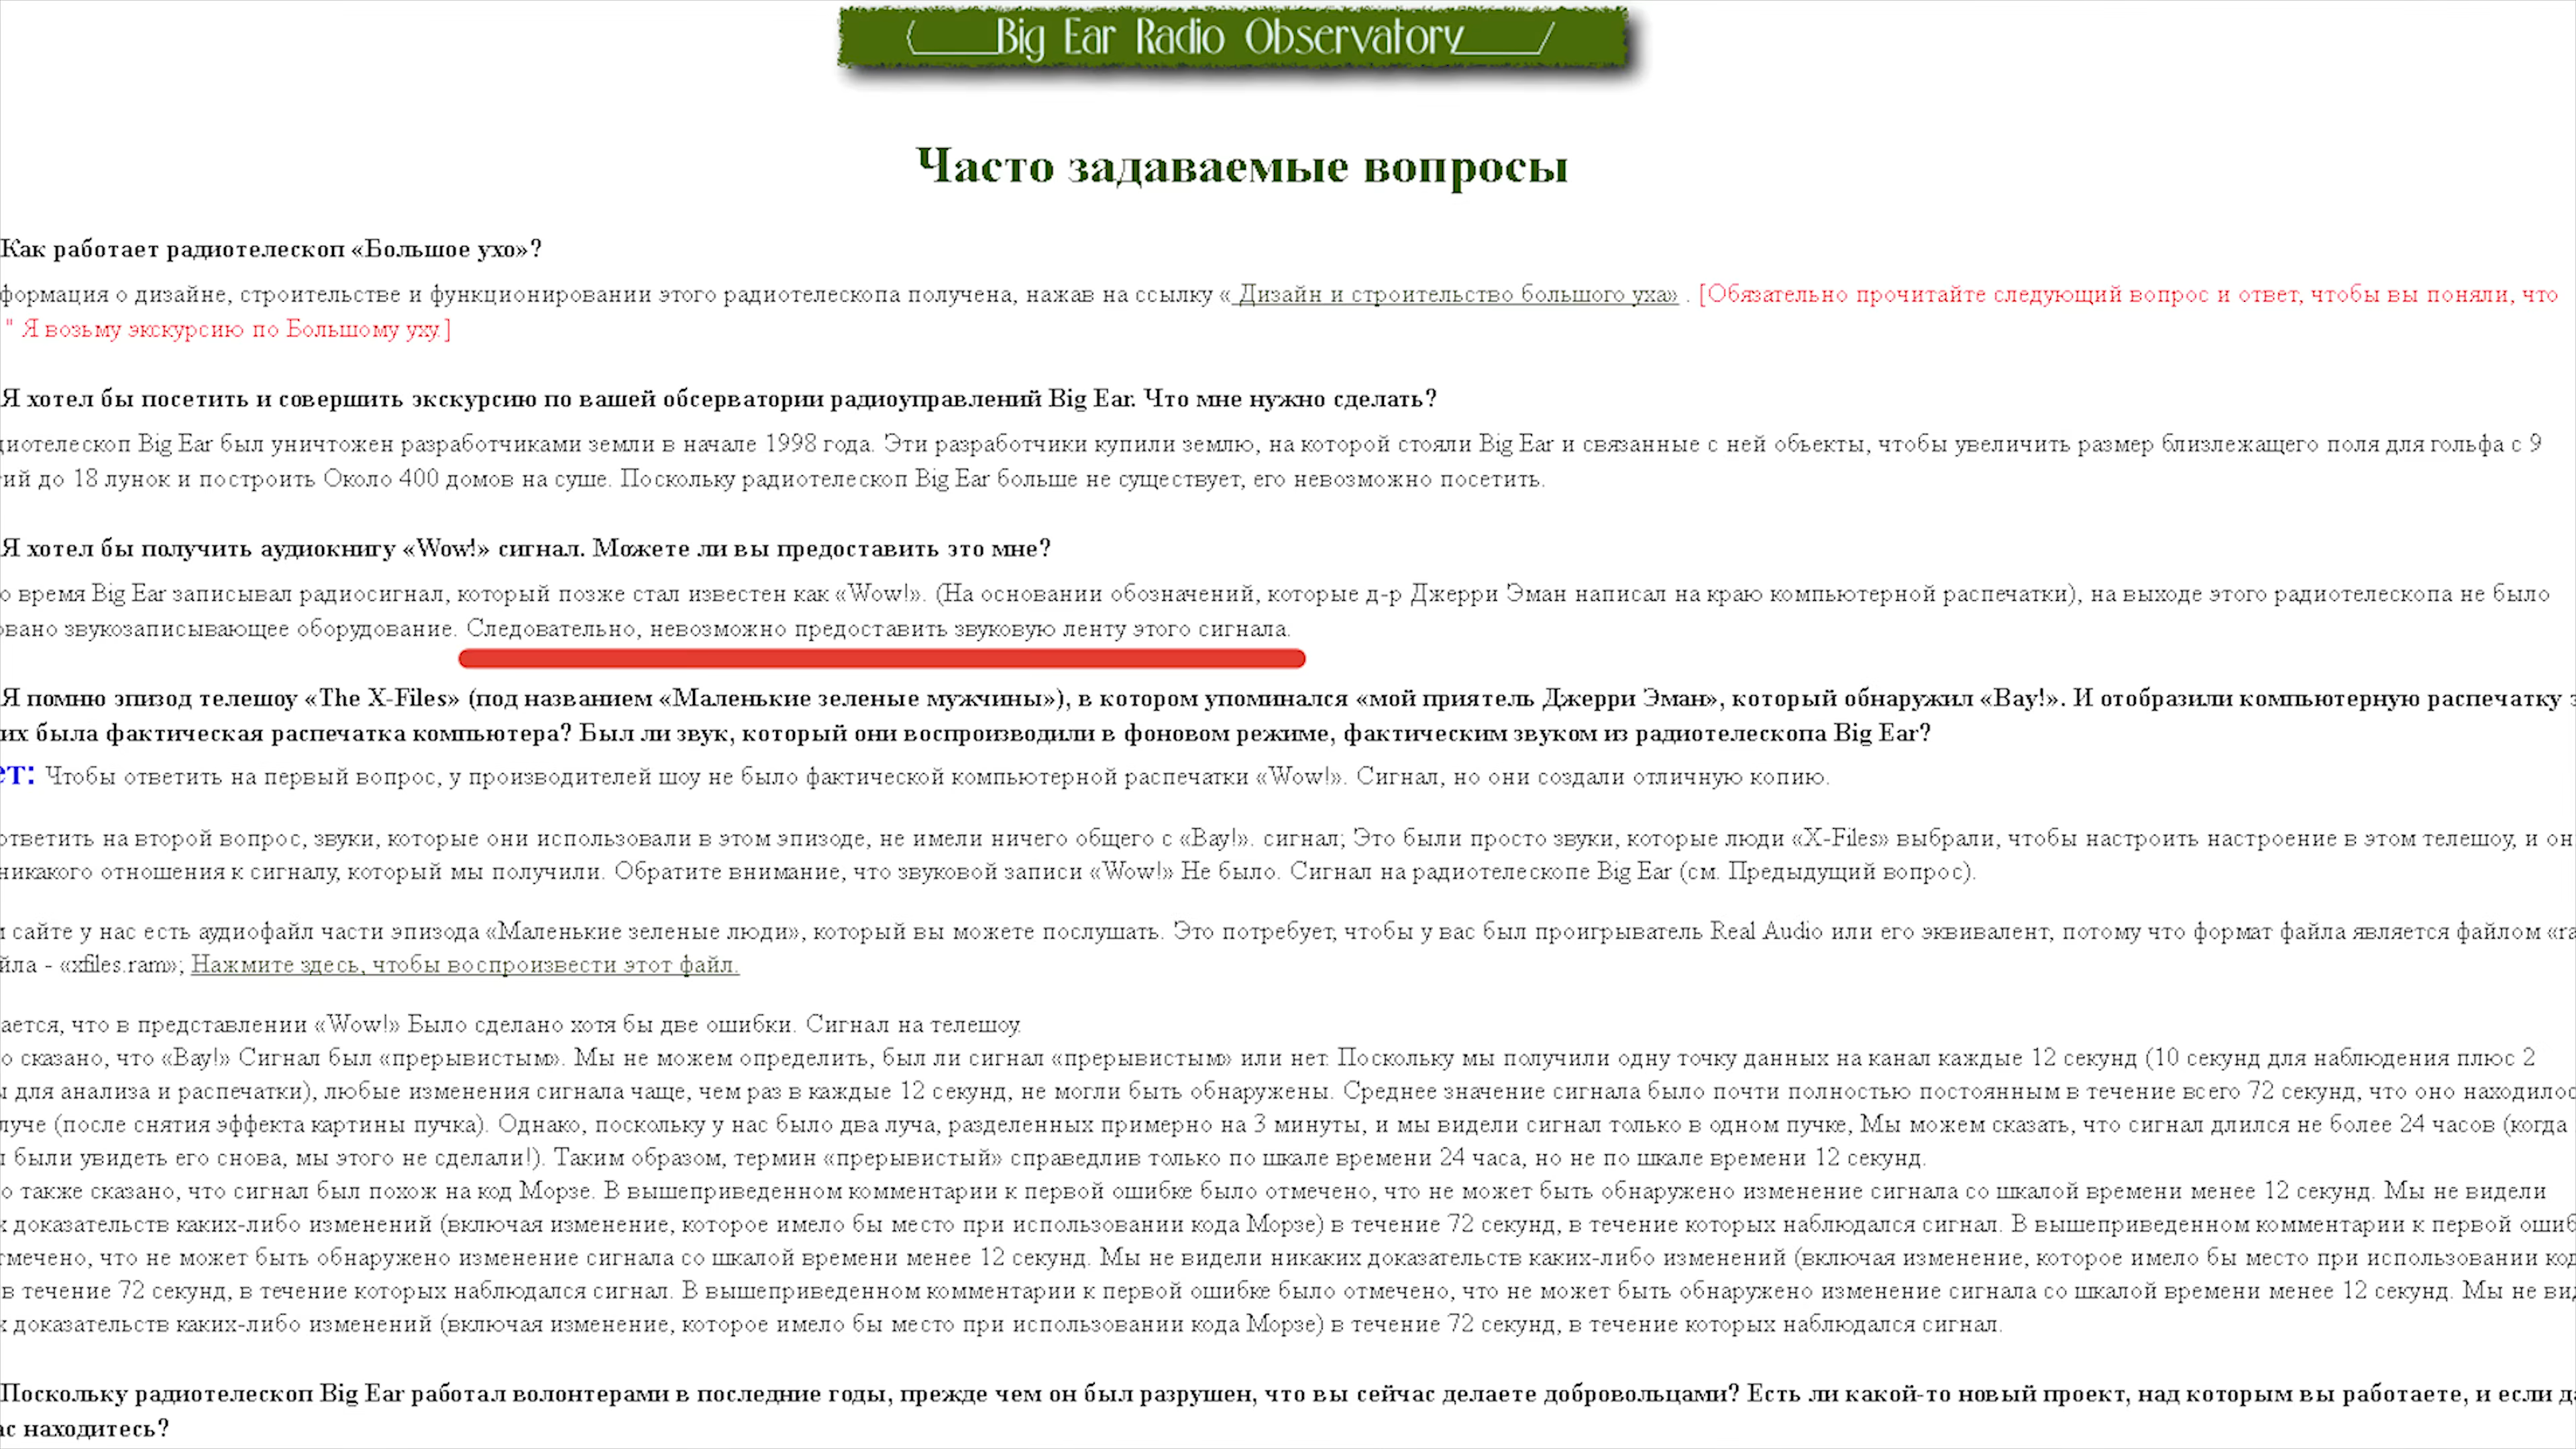 Big Ear Radio Observatory
Часто задаваемые вопросы
Как работает радиотелескоп «Большое ухо»?
формация о дизайне, строительстве и функционировании этого радиотелескопа получена, нажав на ссылку « Дизайн и строительство большого уха» . [Обязательно прочитайте следующий вопрос и ответ, чтобы вы поняли, что
" Я возьму экскурсию по Большому уху.]
Я хотел бы посетить и совершить экскурсию по вашей обсерватории радиоуправлений Big Ear. Что мне нужно сделать?
диотелескоп Big Ear был уничтожен разработчиками земли в начале 1998 года. Эти разработчики купили землю, на которой стояли Big Ear и связанные с ней объекты, чтобы увеличить размер близлежащего поля для гольфа с 9
ий до 18 лунок и построить Около 400 домов на суше. Поскольку радиотелескоп Big Ear больше не существует, его невозможно посетить.
Я хотел бы получить аудиокнигу «Wow!» сигнал. Можете ли вы предоставить это мне?
о время Big Ear записывал радиосигнал, который позже стал известен как «Wow!». (На основании обозначений, которые д-р Джерри Эман написал на краю компьютерной распечатки), на выходе этого радиотелескопа не было
овано звукозаписывающее оборудование. Следовательно, невозможно предоставить звуковую ленту этого сигнала.
Я помню эпизод телешоу «The X-Files» (под названием «Маленькие зеленые мужчины»), в котором упоминался «мой приятель Джерри Эман», который обнаружил «Вау!». И отобразили компьютерную распечатку
их была фактическая распечатка компьютера? Был ли звук, который они воспроизводили в фоновом режиме, фактическим звуком из радиотелескопа Big Ear?
ет: Чтобы ответить на первый вопрос, у производителей шоу не было фактической компьютерной распечатки «Wow!». Сигнал, но они создали отличную копию.
ответить на второй вопрос, звуки, которые они использовали в этом эпизоде, не имели ничего общего с «Вау!». сигнал; Это были просто звуки, которые люди «X-Files» выбрали, чтобы настроить настроение в этом телешоу, и он
никакого отношения к сигналу, который мы получили. Обратите внимание, что звуковой записи «Wow!» Не было. Сигнал на радиотелескопе Big Ear (см. Предыдущий вопрос).
м сайте у нас есть аудиофайл части эпизода «Маленькие зеленые люди», который вы можете послушать. Это потребует, чтобы у вас был проигрыватель Real Audio или его эквивалент, потому что формат файла является файлом «ra
йла - «xfiles.ram»; Нажмите здесь, чтобы воспроизвести этот файл.
ается, что в представлении «Wow!» Было сделано хотя бы две ошибки. Сигнал на телешоу.
о сказано, что «Вау!» Сигнал был «прерывистым». Мы не можем определить, был ли сигнал «прерывистым» или нет. Поскольку мы получили одну точку данных на канал каждые 12 секунд (10 секунд для наблюдения плюс 2
ы для анализа и распечатки), любые изменения сигнала чаще, чем раз в каждые 12 секунд, не могли быть обнаружены. Среднее значение сигнала было почти полностью постоянным в течение всего 72 секунд, что оно находилос
луче (после снятия эффекта картины пучка). Однако, поскольку у нас было два луча, разделенных примерно на 3 минуты, и мы видели сигнал только в одном пучке, Мы можем сказать, что сигнал длился не более 24 часов (когда
ы были увидеть его снова, мы этого не сделали!). Таким образом, термин «прерывистый» справедлив только по шкале времени 24 часа, но не по шкале времени 12 секунд.
о также сказано, что сигнал был похож на код Морзе. В вышеприведенном комментарии к первой ошибке было отмечено, что не может быть обнаружено изменение сигнала со шкалой времени менее 12 секунд. Мы не видели
х доказательств каких-либо изменений (включая изменение, которое имело бы место при использовании кода Морзе) в течение 72 секунд, в течение которых наблюдался сигнал. В вышеприведенном комментарии к первой ошиб
тмечено, что не может быть обнаружено изменение сигнала со шкалой времени менее 12 секунд. Мы не видели никаких доказательств каких-либо изменений (включая изменение, которое имело бы место при использовании код
в течение 72 секунд, в течение которых наблюдался сигнал. В вышеприведенном комментарии к первой ошибке было отмечено, что не может быть обнаружено изменение сигнала со шкалой времени менее 12 секунд. Мы не вид
х доказательств каких-либо изменений (включая изменение, которое имело бы место при использовании кода Морзе) в течение 72 секунд, в течение которых наблюдался сигнал.
Поскольку радиотелескоп Big Ear работал волонтерами в последние годы, прежде чем он был разрушен, что вы сейчас делаете добровольцами? Есть ли какой-то новый проект, над которым вы работаете, и если д
ас находитесь?